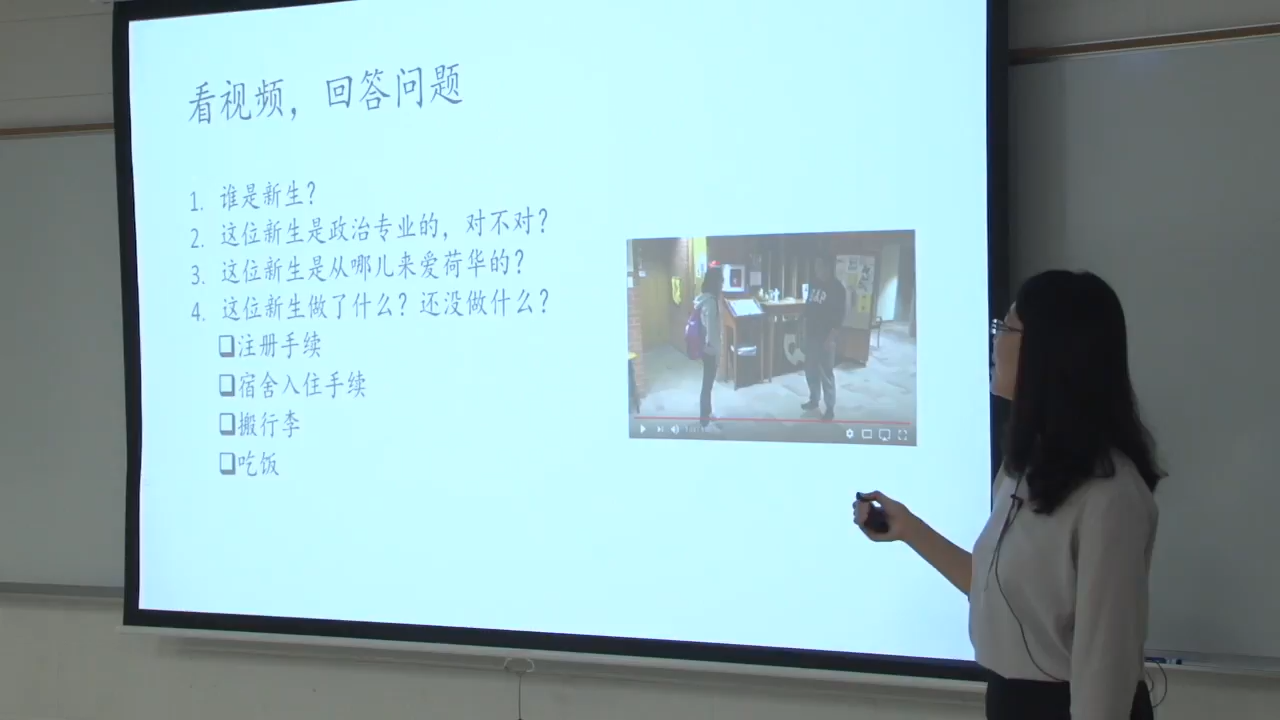 看视频，回答问题
1. 谁是新生？
2. 这位新生是政治专业的，对不对？
3. 这位新生是从哪儿来爱荷华的？
4. 这位新生做了什么？还没做什么？
❑注册手续
❑宿舍入住手续
❑搬行李
❑吃饭
GAP